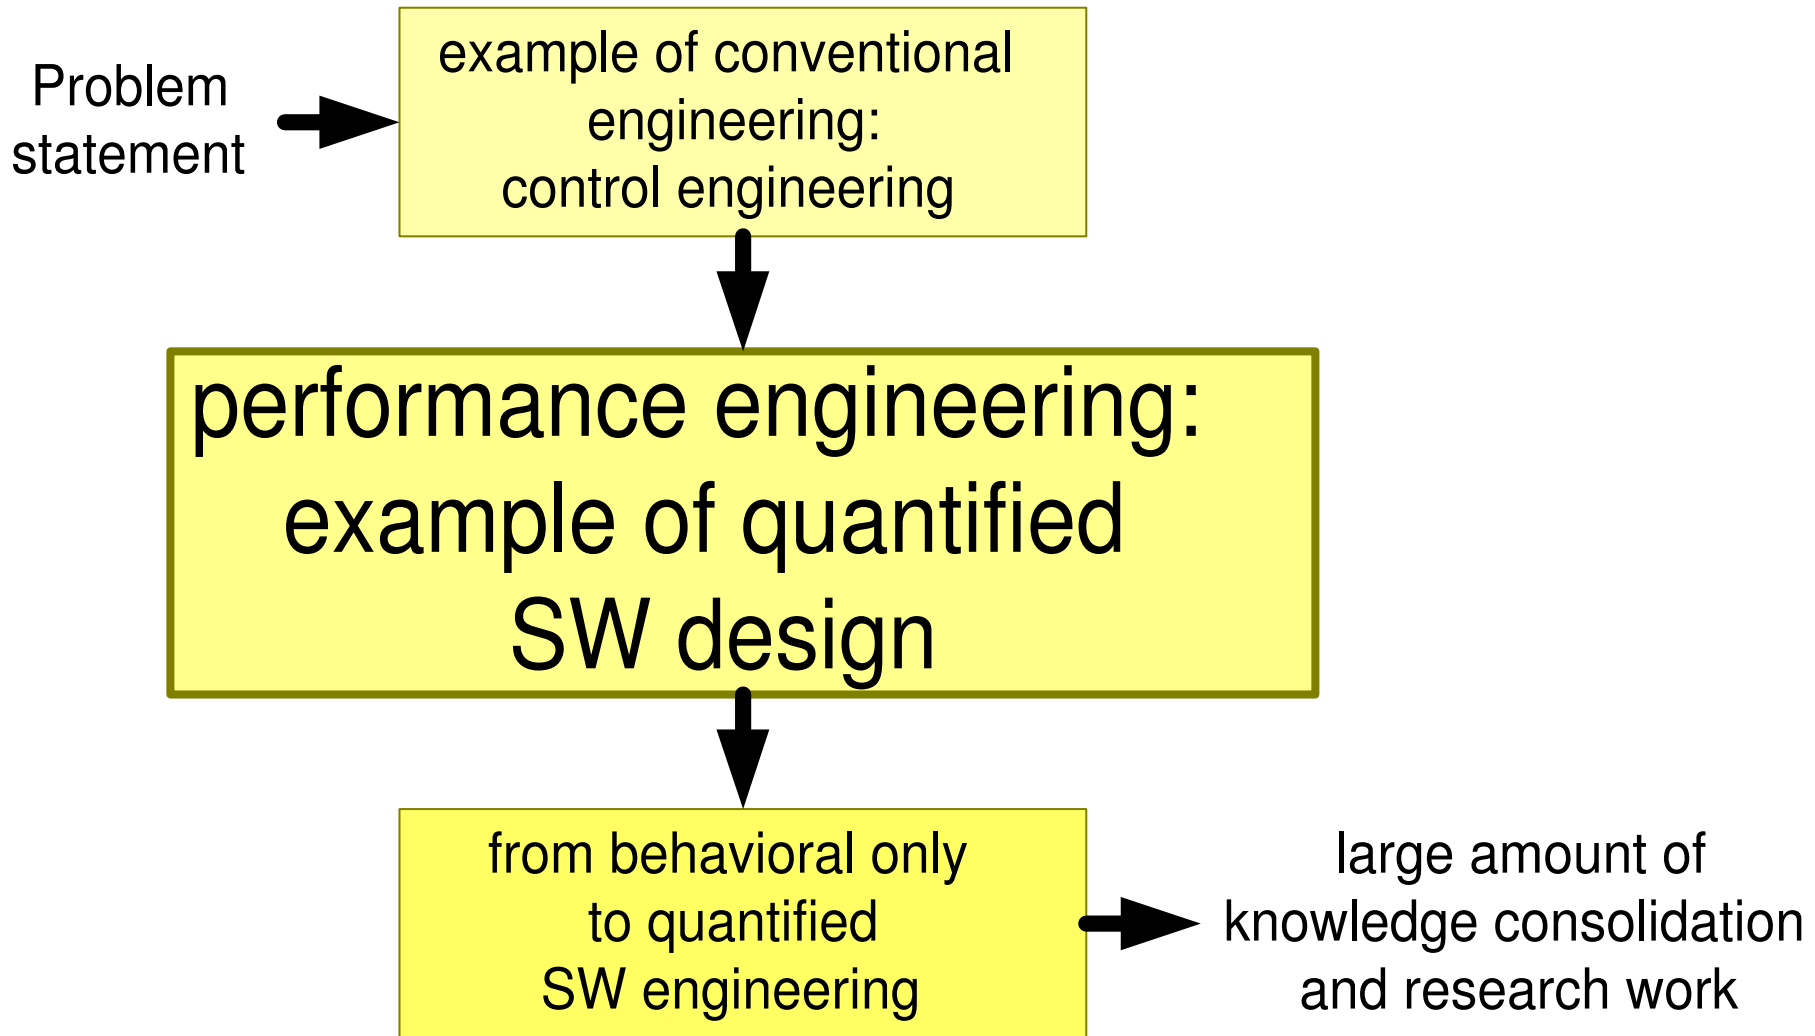 Problem
statement
example of conventional
engineering:
control engineering
performance engineering:
example of quantified
SW design
from behavioral only
to quantified
SW engineering
large amount of
knowledge consolidation
and research work